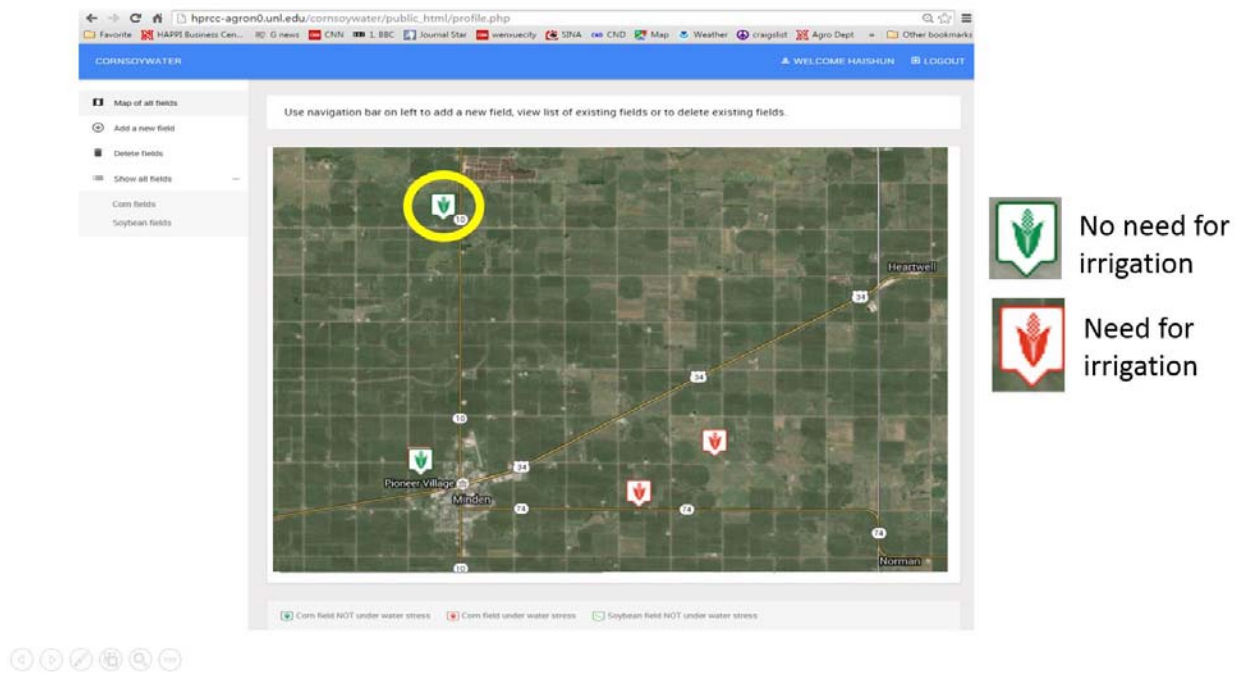 hprcc-agron0.unl.edu/cornsoywater/public_html/profile.php
Favorite HAPPI Business Cen... G news CNN 1. BBC Journal Star wenxuecity SINA CND Map Weather craigslist Agro Dept Other bookmarks
CORNSOYWATER WELCOME HAISHUN LOGOUT
Map of all fields
Add a new field
Delete fields
Show all fields
Corn fields
Soybean fields
Use navigation bar on left to add a new field, view list of existing fields or to delete existing fields.
10
Heartwell
34
34
10
34
Pioneer Village
Minden
74
74
74
10
Norman
Corn field NOT under water stress Corn field under water stress Soybean field NOT under water stress
No need for
irrigation
Need for
irrigation